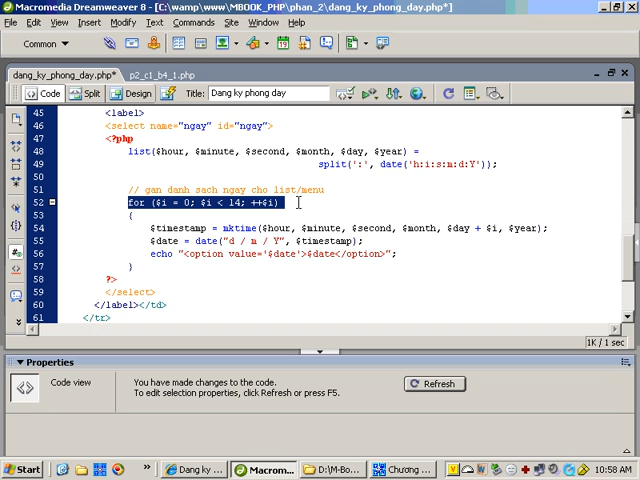 Macromedia Dreamweaver 8 - [C:\wamp\www\MBOOK_PHP\phan_2\dang_ky_phong_day.php*]
File Edit View Insert Modify Text Commands Site Window Help
Common
dang_ky_phong_day.php* p2_c1_b4_1.php
Code Split Design Title: Dang ky phong day
45 <label>
46 <select name="ngay" id="ngay">
47 <?php
48 list($hour, $minute, $second, $month, $day, $year) =
49 split(':', date('h:i:s:m:d:Y'));
50
51 // gan danh sach ngay cho list/menu
52 for ($i = 0; $i < 14; ++$i)
53 {
54 $timestamp = mktime($hour, $minute, $second, $month, $day + $i, $year);
55 $date = date("d / m / Y", $timestamp);
56 echo "<option value='$date'>$date</option>";
57 }
58 ?>
59 </select>
60 </label></td>
61 </tr>
1K / 1 sec
Properties
Code view
You have made changes to the code.
To edit selection properties, click Refresh or press F5.
Refresh
Start » Dang ky ... Macrom... D:\M-Boo... Chương ... 10:58 AM